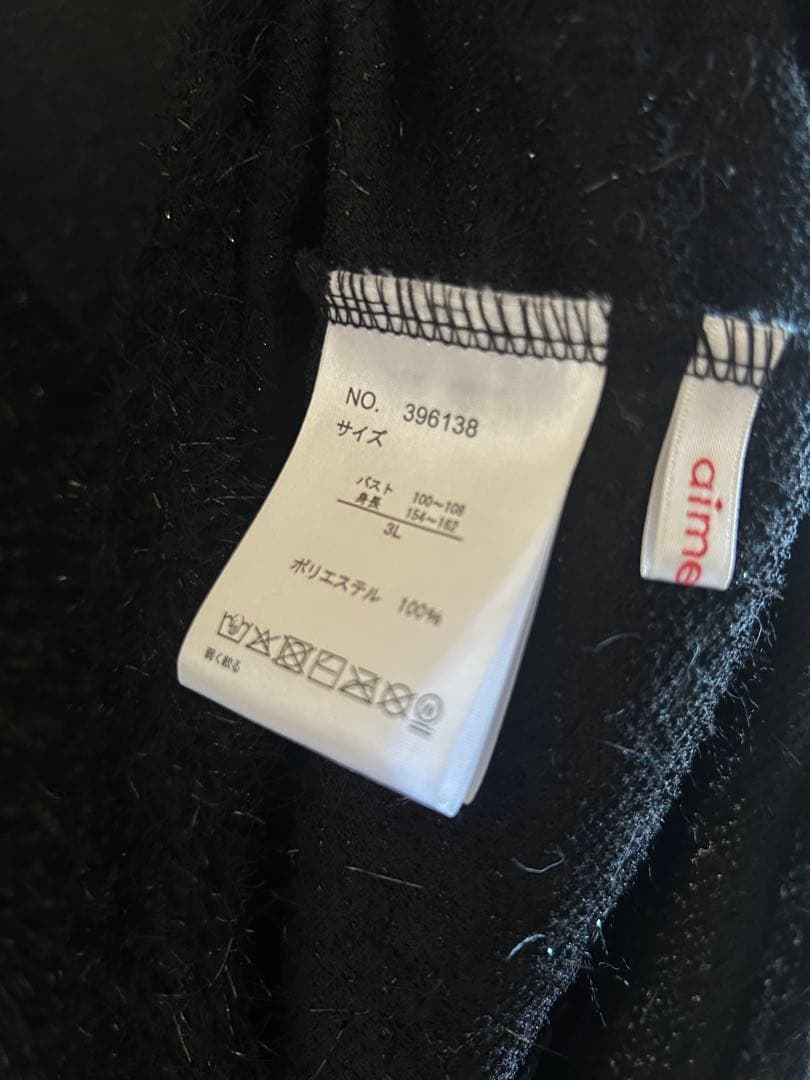 NO. 396138
サイズ
バスト 100~108
身長 154~162
3L
ポリエステル 100%
弱く絞る
aime